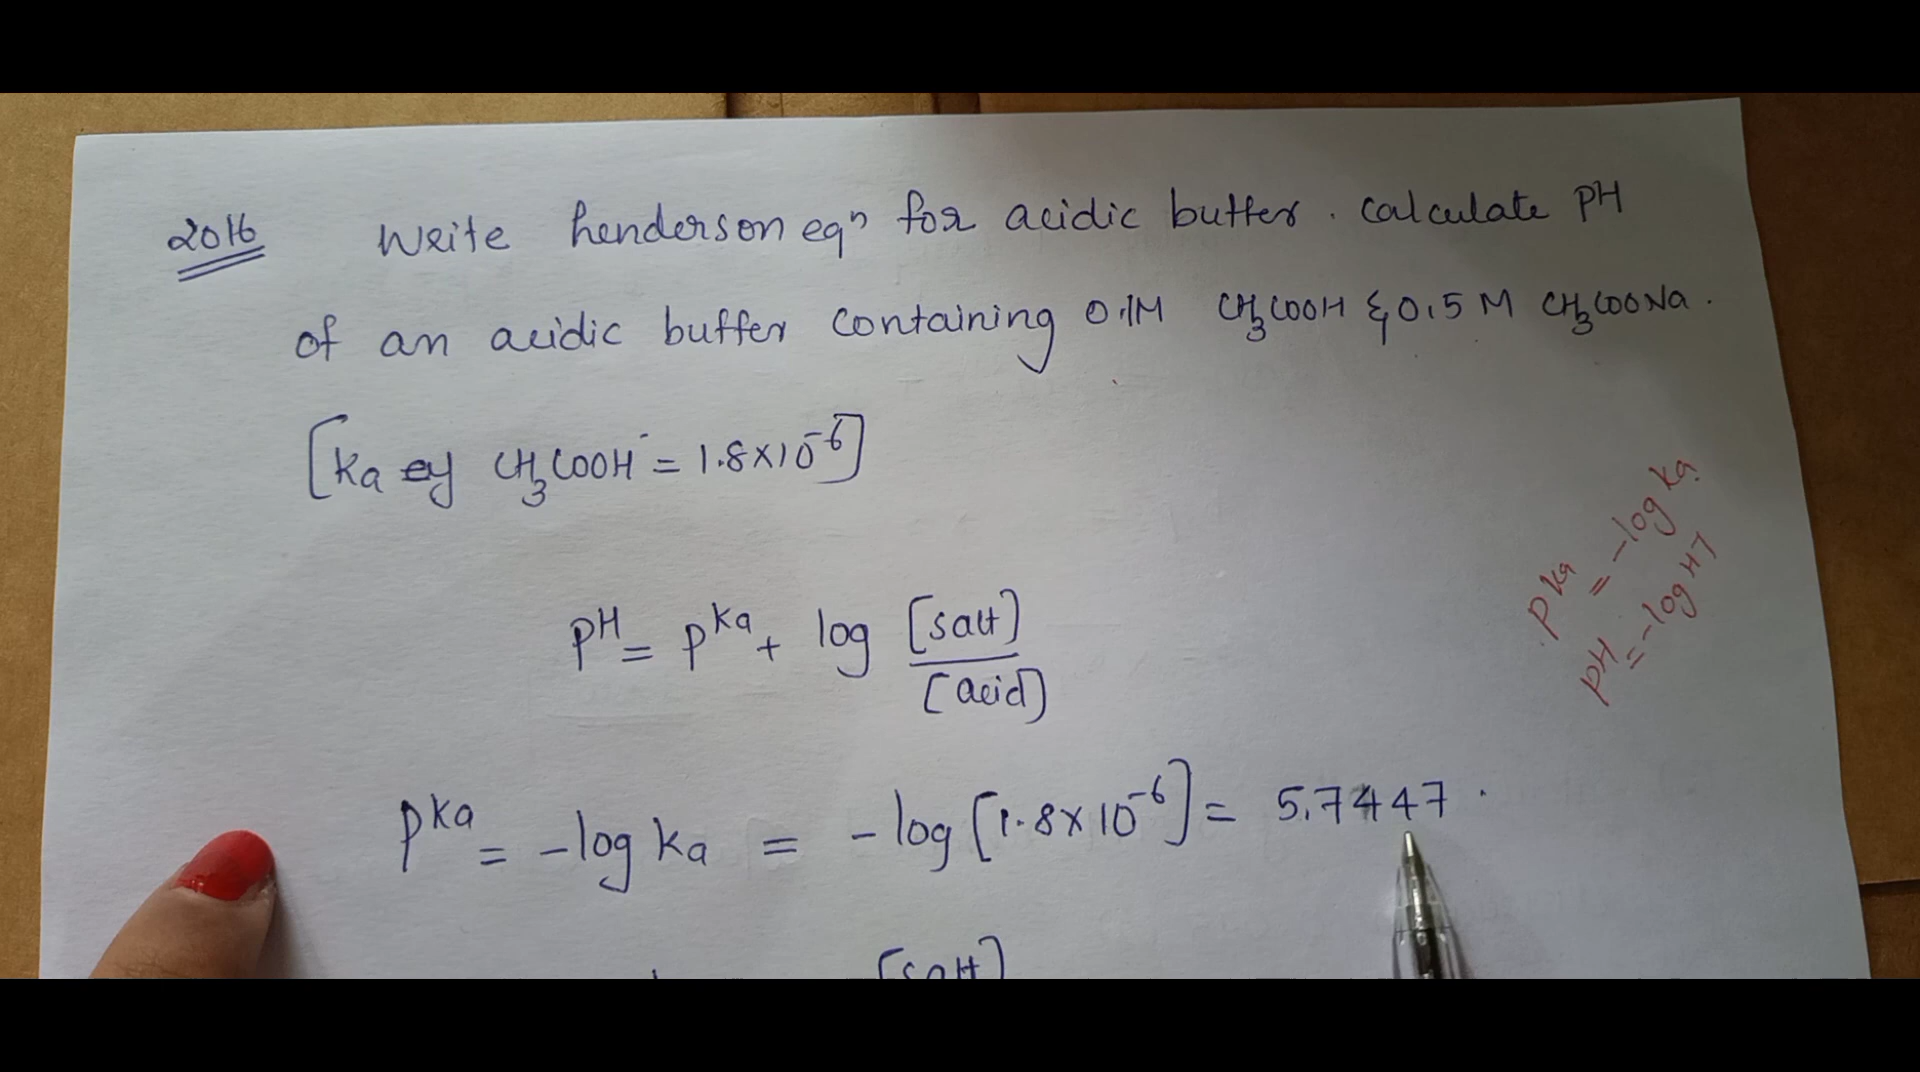 2016 Write henderson eqn for acidic buffer. calculate PH
of an acidic buffer containing 0.1M CH3COOH & 0.5 M CH3COONa.
[Ka of CH3COOH = 1.8×10⁻⁶]
pH = pKa + log [salt]
[acid]
pKa = -log Ka
pH = -log H+
pKa = -log Ka = -log [1.8×10⁻⁶] = 5.7447.
[salt]